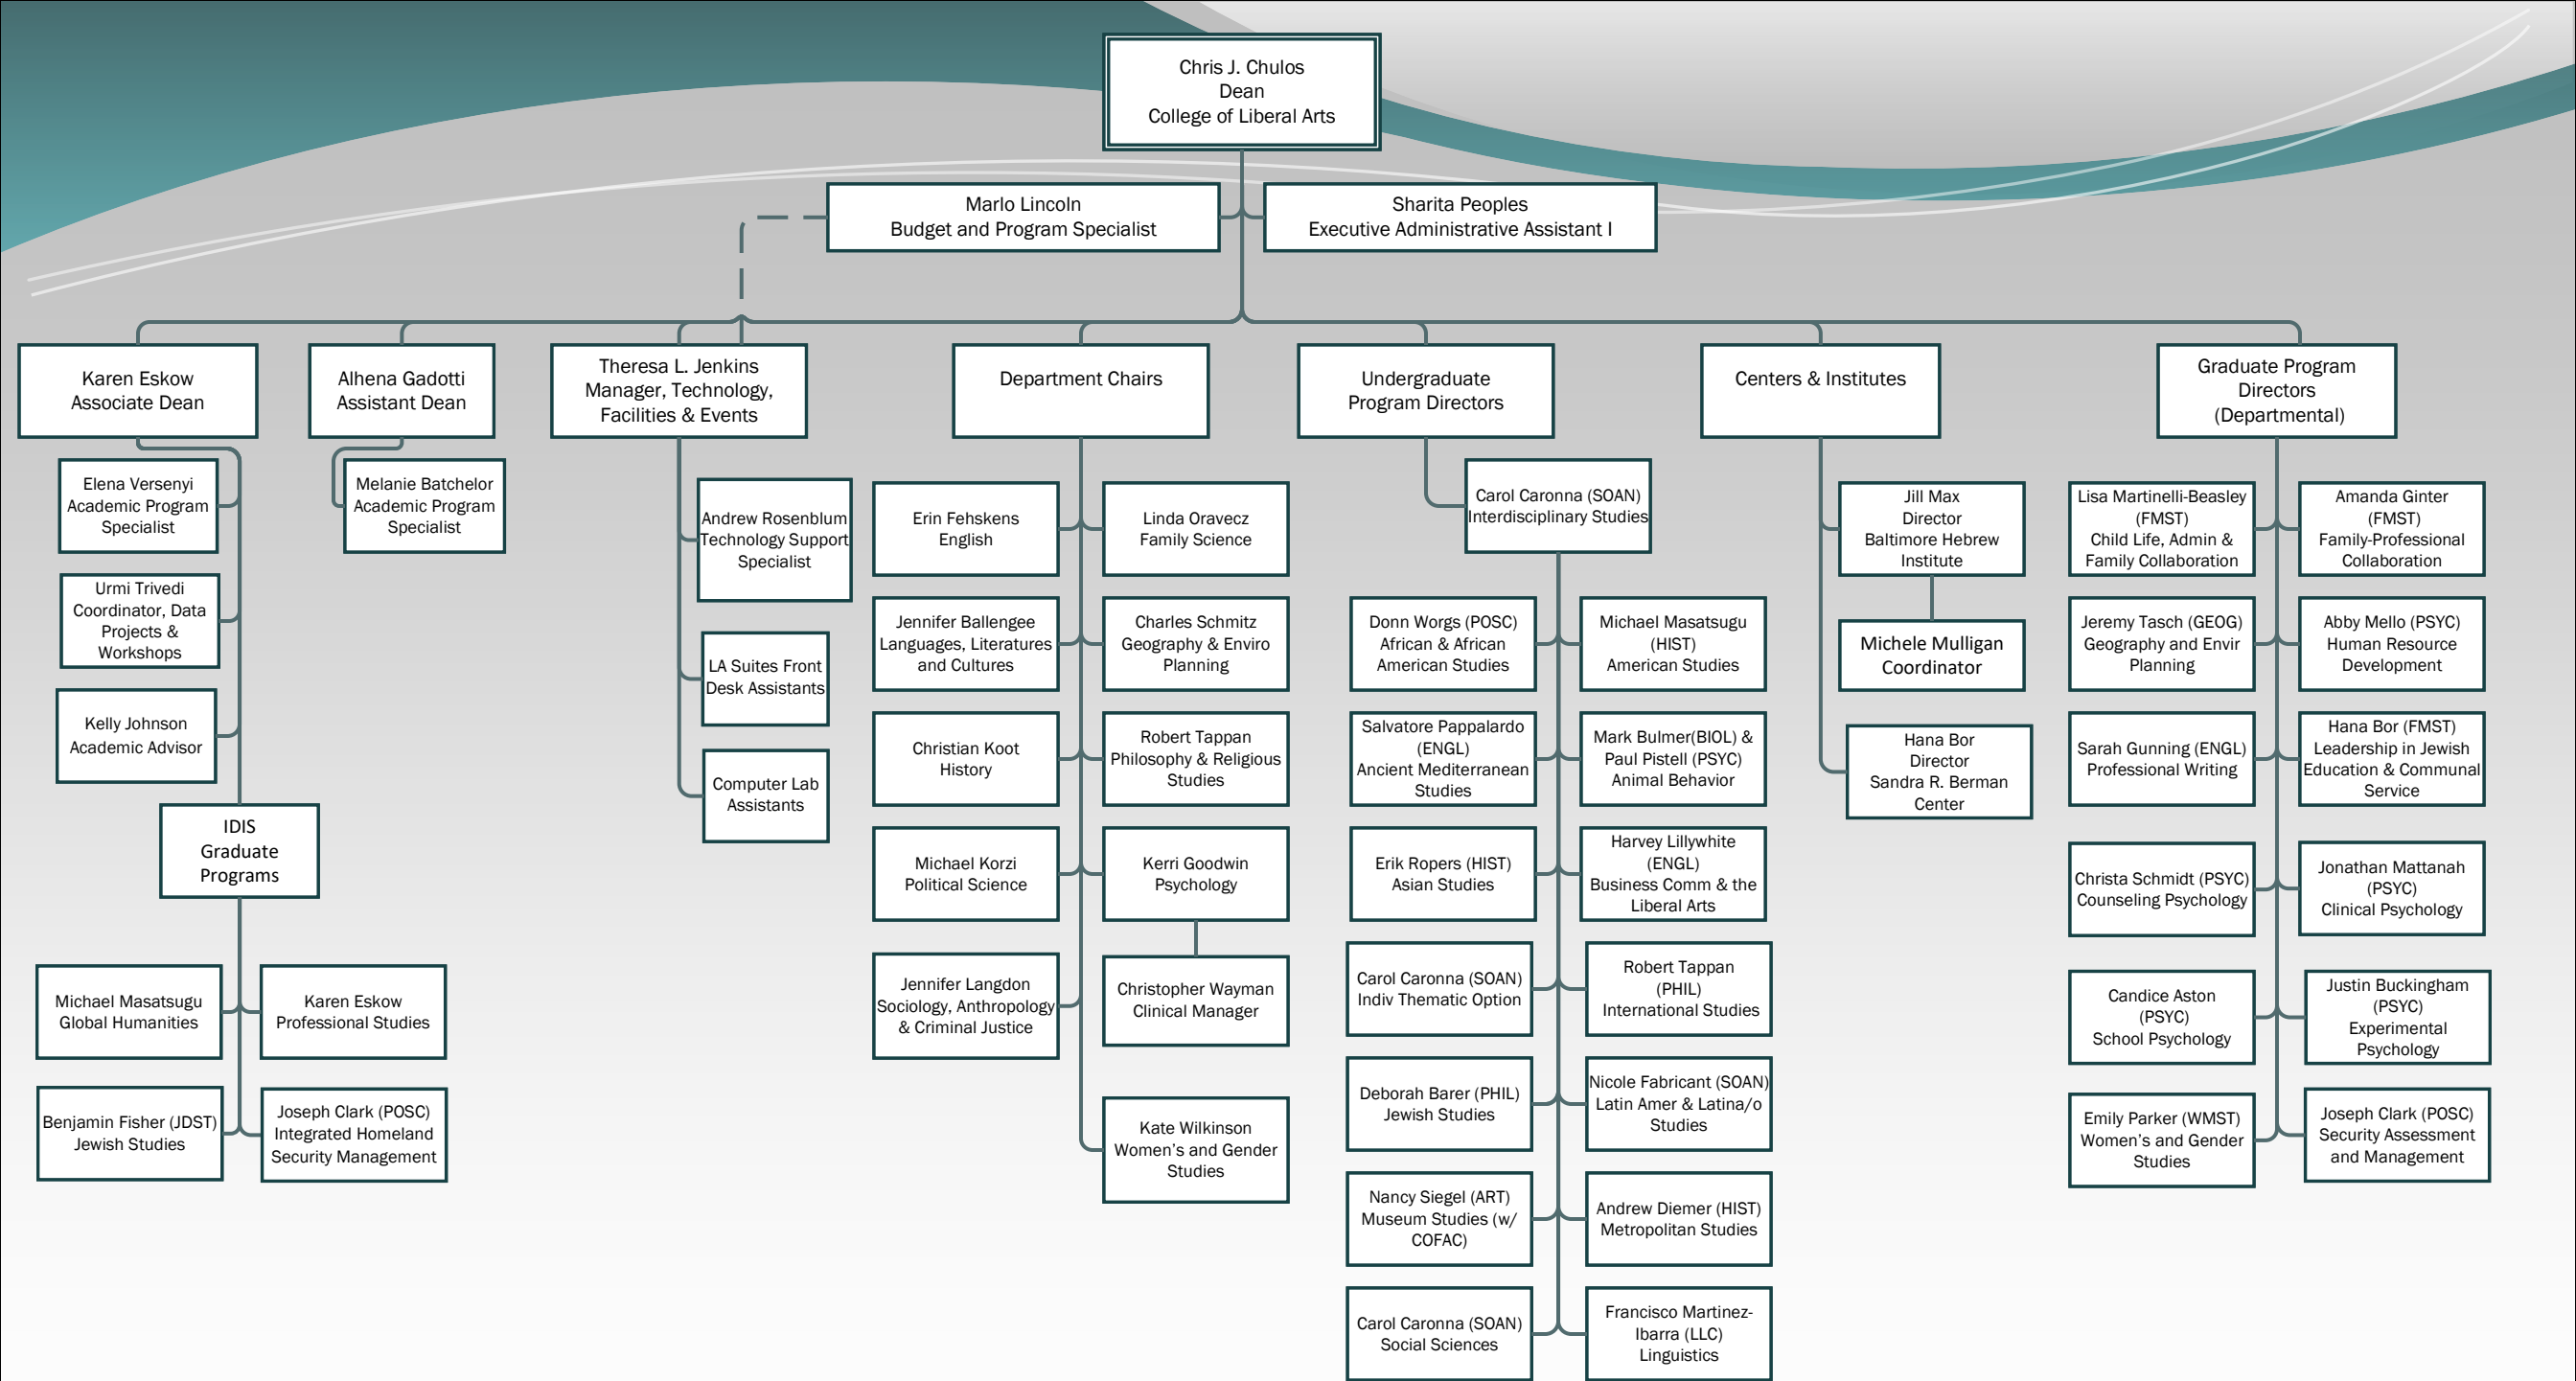 Chris J. Chulos
Dean
College of Liberal Arts
Marlo Lincoln
Budget and Program Specialist
Sharita Peoples
Executive Administrative Assistant I
Karen Eskow
Associate Dean
Alhena Gadotti
Assistant Dean
Theresa L. Jenkins
Manager, Technology,
Facilities & Events
Department Chairs
Undergraduate
Program Directors
Centers & Institutes
Graduate Program
Directors
(Departmental)
Elena Versenyi
Academic Program
Specialist
Urmi Trivedi
Coordinator, Data
Projects &
Workshops
Kelly Johnson
Academic Advisor
IDIS
Graduate
Programs
Michael Masatsugu
Global Humanities
Karen Eskow
Professional Studies
Benjamin Fisher (JDST)
Jewish Studies
Joseph Clark (POSC)
Integrated Homeland
Security Management
Melanie Batchelor
Academic Program
Specialist
Andrew Rosenblum
Technology Support
Specialist
LA Suites Front
Desk Assistants
Computer Lab
Assistants
Erin Fehskens
English
Linda Oravecz
Family Science
Jennifer Ballengee
Languages, Literatures
and Cultures
Charles Schmitz
Geography & Enviro
Planning
Christian Koot
History
Robert Tappan
Philosophy & Religious
Studies
Michael Korzi
Political Science
Kerri Goodwin
Psychology
Jennifer Langdon
Sociology, Anthropology
& Criminal Justice
Christopher Wayman
Clinical Manager
Kate Wilkinson
Women’s and Gender
Studies
Carol Caronna (SOAN)
Interdisciplinary Studies
Donn Worgs (POSC)
African & African
American Studies
Michael Masatsugu
(HIST)
American Studies
Salvatore Pappalardo
(ENGL)
Ancient Mediterranean
Studies
Mark Bulmer(BIOL) &
Paul Pistell (PSYC)
Animal Behavior
Erik Ropers (HIST)
Asian Studies
Harvey Lillywhite
(ENGL)
Business Comm & the
Liberal Arts
Carol Caronna (SOAN)
Indiv Thematic Option
Robert Tappan
(PHIL)
International Studies
Deborah Barer (PHIL)
Jewish Studies
Nicole Fabricant (SOAN)
Latin Amer & Latina/o
Studies
Nancy Siegel (ART)
Museum Studies (w/
COFAC)
Andrew Diemer (HIST)
Metropolitan Studies
Carol Caronna (SOAN)
Social Sciences
Francisco Martinez-
Ibarra (LLC)
Linguistics
Jill Max
Director
Baltimore Hebrew
Institute
Michele Mulligan
Coordinator
Hana Bor
Director
Sandra R. Berman
Center
Lisa Martinelli-Beasley
(FMST)
Child Life, Admin &
Family Collaboration
Amanda Ginter
(FMST)
Family-Professional
Collaboration
Jeremy Tasch (GEOG)
Geography and Envir
Planning
Abby Mello (PSYC)
Human Resource
Development
Sarah Gunning (ENGL)
Professional Writing
Hana Bor (FMST)
Leadership in Jewish
Education & Communal
Service
Christa Schmidt (PSYC)
Counseling Psychology
Jonathan Mattanah
(PSYC)
Clinical Psychology
Candice Aston
(PSYC)
School Psychology
Justin Buckingham
(PSYC)
Experimental
Psychology
Emily Parker (WMST)
Women’s and Gender
Studies
Joseph Clark (POSC)
Security Assessment
and Management